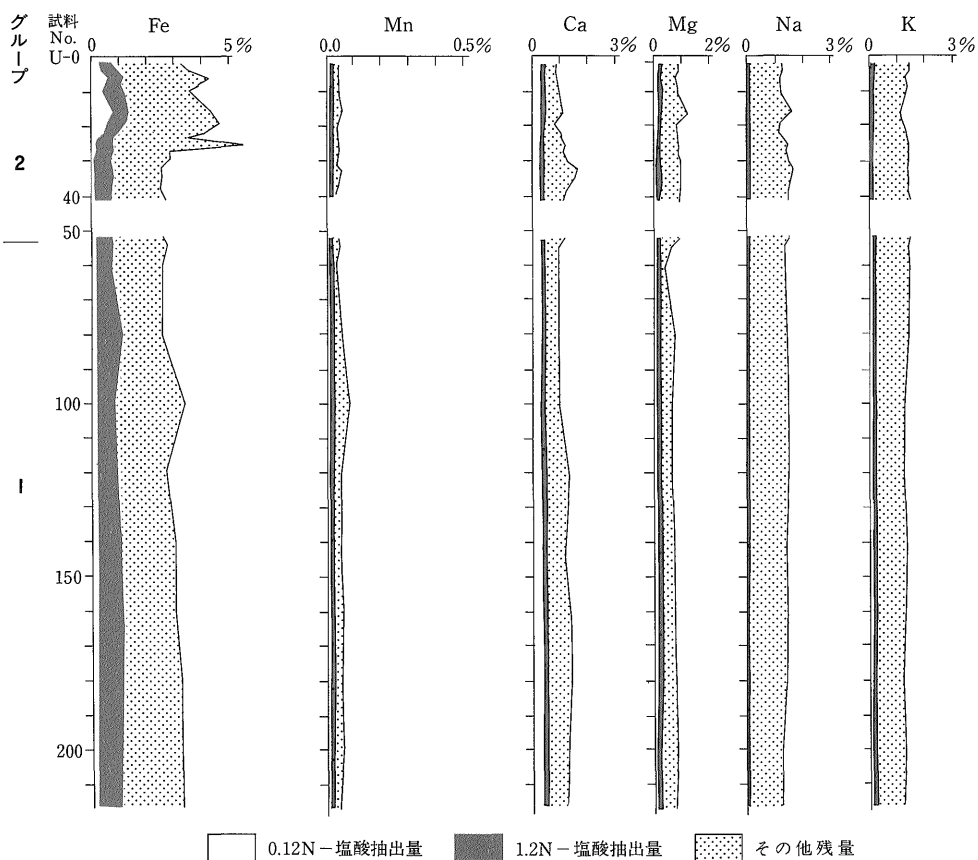 グループ
試料
No.
U-0
Fe
0 5%
Mn
0.0 0.5%
Ca
0 3%
Mg
0 2%
Na
0 3%
K
0 3%
2
40
50
100
1
150
200
0.12N－塩酸抽出量
1.2N－塩酸抽出量
その他残量